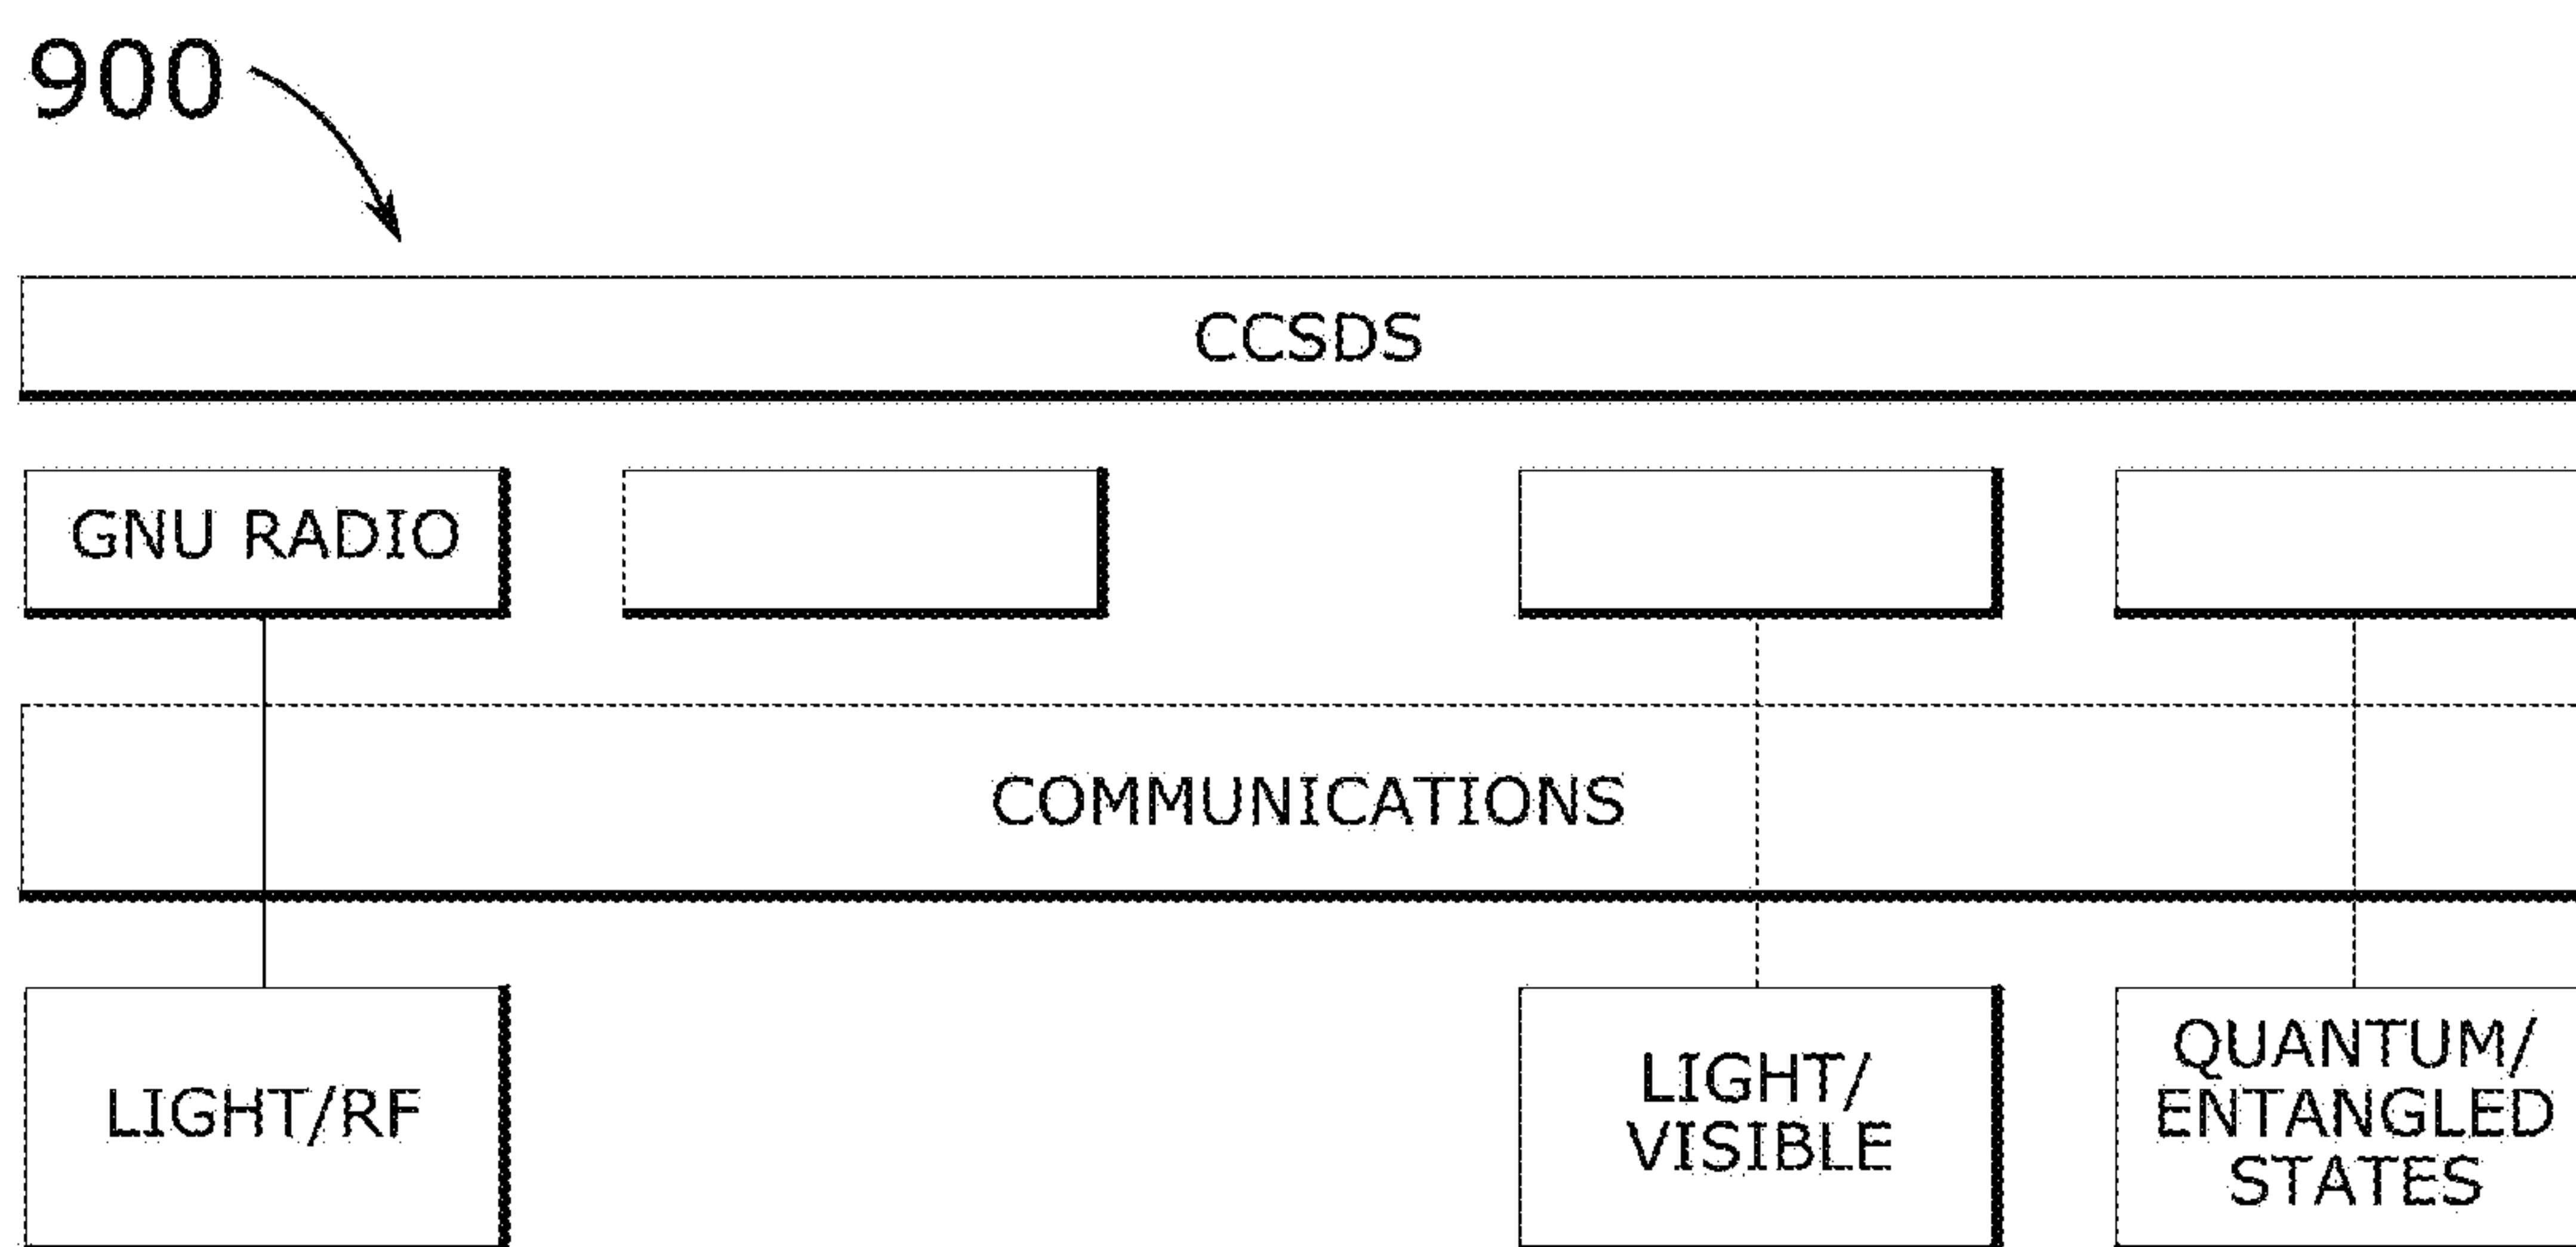 900
CCSDS
GNU RADIO
COMMUNICATIONS
LIGHT/RF
LIGHT/
VISIBLE
QUANTUM/
ENTANGLED
STATES